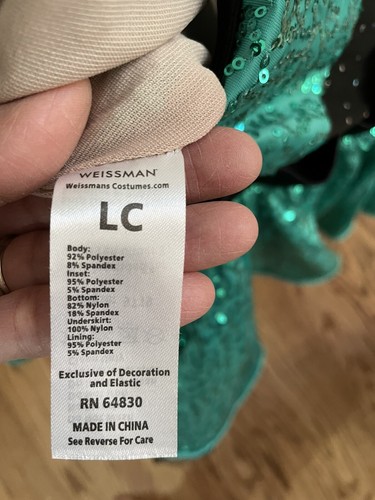 WEISSMAN
Weissmans Costumes.com
LC
Body:
92% Polyester
8% Spandex
Inset:
95% Polyester
5% Spandex
Bottom:
82% Nylon
18% Spandex
Underskirt:
100% Nylon
Lining:
95% Polyester
5% Spandex
Exclusive of Decoration
and Elastic
RN 64830
MADE IN CHINA
See Reverse For Care